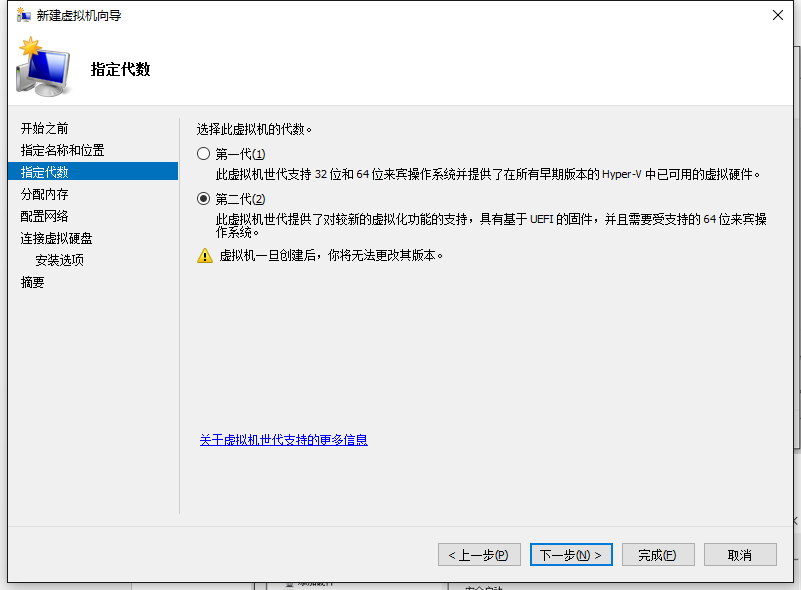 新建虚拟机向导
指定代数
开始之前
指定名称和位置
指定代数
分配内存
配置网络
连接虚拟硬盘
安装选项
摘要
选择此虚拟机的代数。
第一代(1)
此虚拟机世代支持 32 位和 64 位来宾操作系统并提供了在所有早期版本的 Hyper-V 中已可用的虚拟硬件。
第二代(2)
此虚拟机世代提供了对较新的虚拟化功能的支持，具有基于 UEFI 的固件，并且需要受支持的 64 位来宾操
作系统。
虚拟机一旦创建后，你将无法更改其版本。
关于虚拟机世代支持的更多信息
< 上一步(P)
下一步(N) >
完成(F)
取消